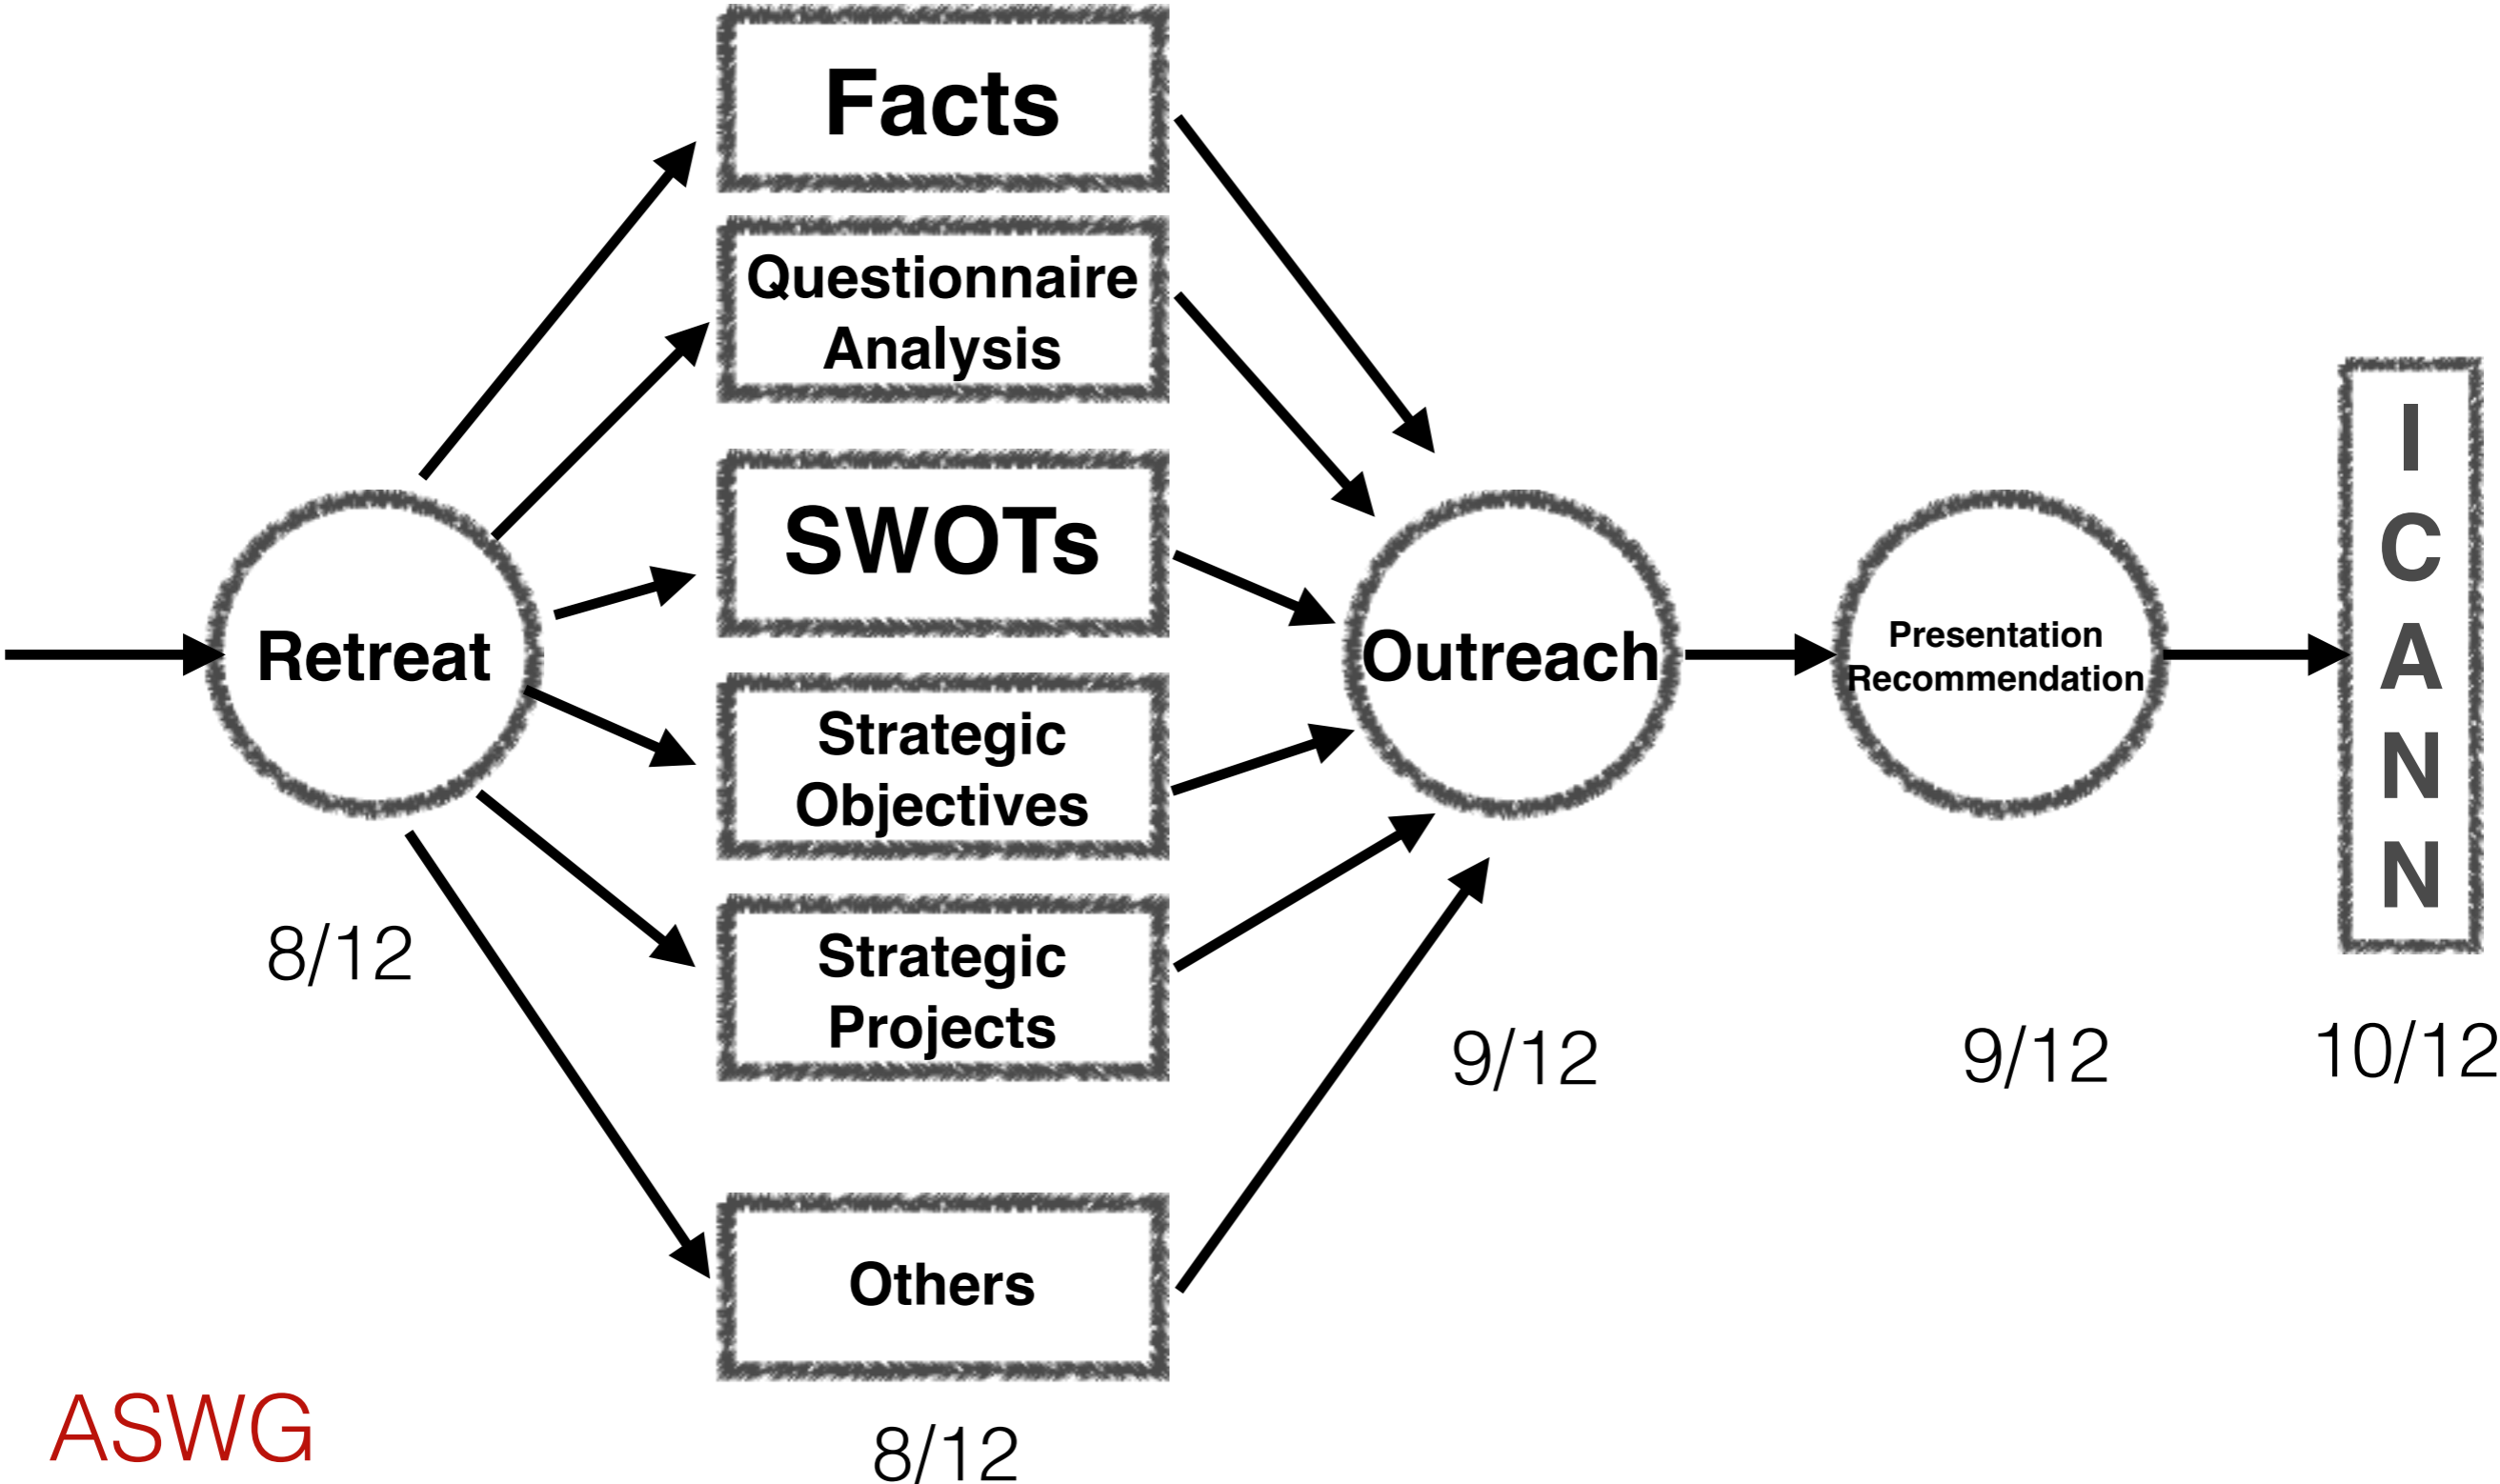 Facts
Questionnaire
Analysis
SWOTs
Retreat
Strategic
Objectives
Strategic
Projects
Others
Outreach
Presentation
Recommendation
I
C
A
N
N
8/12
8/12
9/12
9/12
10/12
ASWG